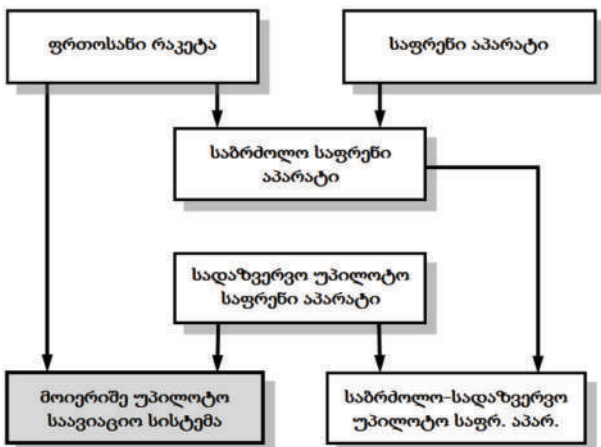 ფრთოსანი რაკეტა
საფრენი აპარატი
საბრძოლო საფრენი
აპარატი
სადაზვერვო უპილოტო
საფრენი აპარატი
მოიერიშე უპილოტო
საავიაციო სისტემა
საბრძოლო-სადაზვერვო
უპილოტო საფრ. აპარ.